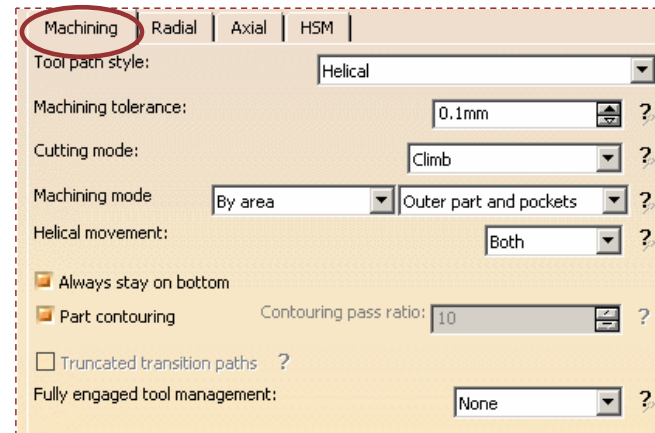 Machining Radial Axial HSM
Tool path style: Helical
Machining tolerance: 0.1mm ?
Cutting mode: Climb ?
Machining mode By area Outer part and pockets ?
Helical movement: Both ?
Always stay on bottom
Part contouring Contouring pass ratio: 10 ?
Truncated transition paths ?
Fully engaged tool management: None ?